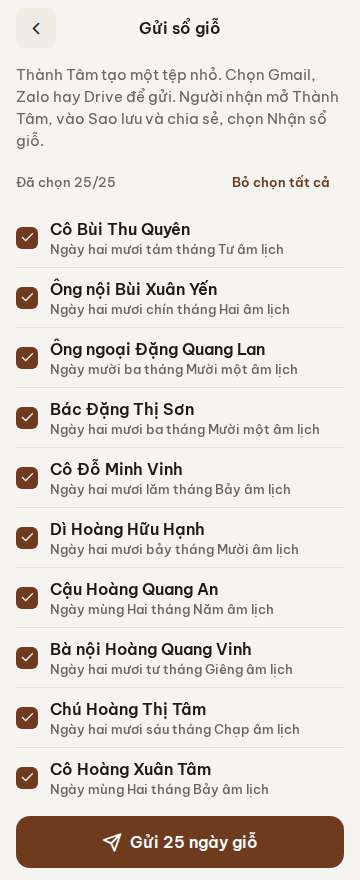 Gửi sổ giỗ
Thành Tâm tạo một tệp nhỏ. Chọn Gmail,
Zalo hay Drive để gửi. Người nhận mở Thành
Tâm, vào Sao lưu và chia sẻ, chọn Nhận sổ
giỗ.
Đã chọn 25/25
Bỏ chọn tất cả
Cô Bùi Thu Quyên
Ngày hai mươi tám tháng Tư âm lịch
Ông nội Bùi Xuân Yến
Ngày hai mươi chín tháng Hai âm lịch
Ông ngoại Đặng Quang Lan
Ngày mười ba tháng Mười một âm lịch
Bác Đặng Thị Sơn
Ngày hai mươi ba tháng Mười một âm lịch
Cô Đỗ Minh Vinh
Ngày hai mươi lăm tháng Bảy âm lịch
Dì Hoàng Hữu Hạnh
Ngày hai mươi bảy tháng Mười âm lịch
Cậu Hoàng Quang An
Ngày mùng Hai tháng Năm âm lịch
Bà nội Hoàng Quang Vinh
Ngày hai mươi tư tháng Giêng âm lịch
Chú Hoàng Thị Tâm
Ngày hai mươi sáu tháng Chạp âm lịch
Cô Hoàng Xuân Tâm
Ngày mùng Hai tháng Bảy âm lịch
Gửi 25 ngày giỗ